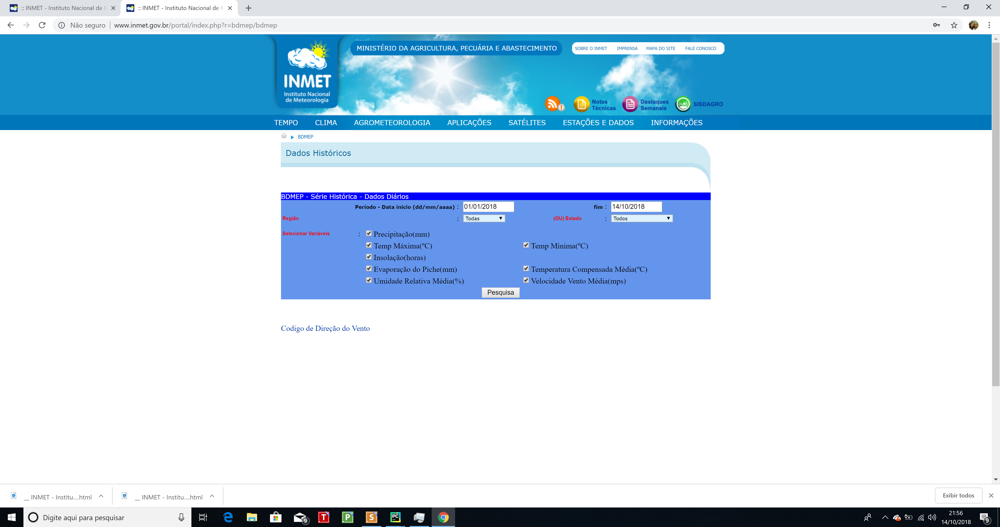 :: INMET - Instituto Nacional de
:: INMET - Instituto Nacional de
Não seguro
www.inmet.gov.br/portal/index.php?r=bdmep/bdmep
INMET
Instituto Nacional
de Meteorologia
MINISTÉRIO DA AGRICULTURA, PECUÁRIA E ABASTECIMENTO
SOBRE O INMET IMPRENSA MAPA DO SITE FALE CONOSCO
Notas
Técnicas
Destaques
Semanais
SISDAGRO
TEMPO CLIMA AGROMETEOROLOGIA APLICAÇÕES SATÉLITES ESTAÇÕES E DADOS INFORMAÇÕES
BDMEP
Dados Históricos
BDMEP - Série Histórica - Dados Diários
Período - Data inicio (dd/mm/aaaa) : 01/01/2018 fim : 14/10/2018
Região : Todas (OU) Estado : Todos
Selecionar Variáveis : Precipitação(mm)
Temp Máxima(ºC) Temp Mínima(ºC)
Insolação(horas)
Evaporação do Piche(mm) Temperatura Compensada Média(ºC)
Umidade Relativa Média(%) Velocidade Vento Média(mps)
Pesquisa
Codigo de Direção do Vento
__ INMET - Institu....html
__ INMET - Institu....html
Exibir todos
Digite aqui para pesquisar
9
T
P
S
PC
21:56
14/10/2018
9